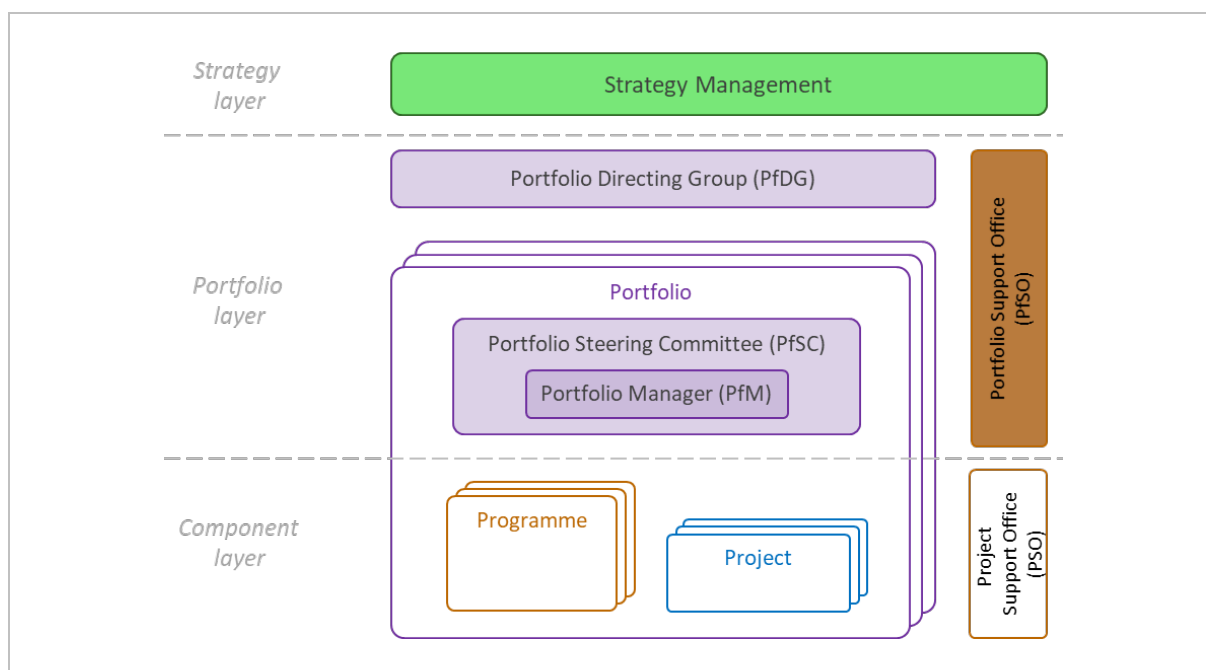 Strategy
layer
Strategy Management
Portfolio Directing Group (PfDG)
Portfolio
layer
Portfolio
Portfolio Steering Committee (PfSC)
Portfolio Manager (PfM)
Portfolio Support Office
(PfSO)
Component
layer
Programme
Project
Project
Support Office
(PSO)